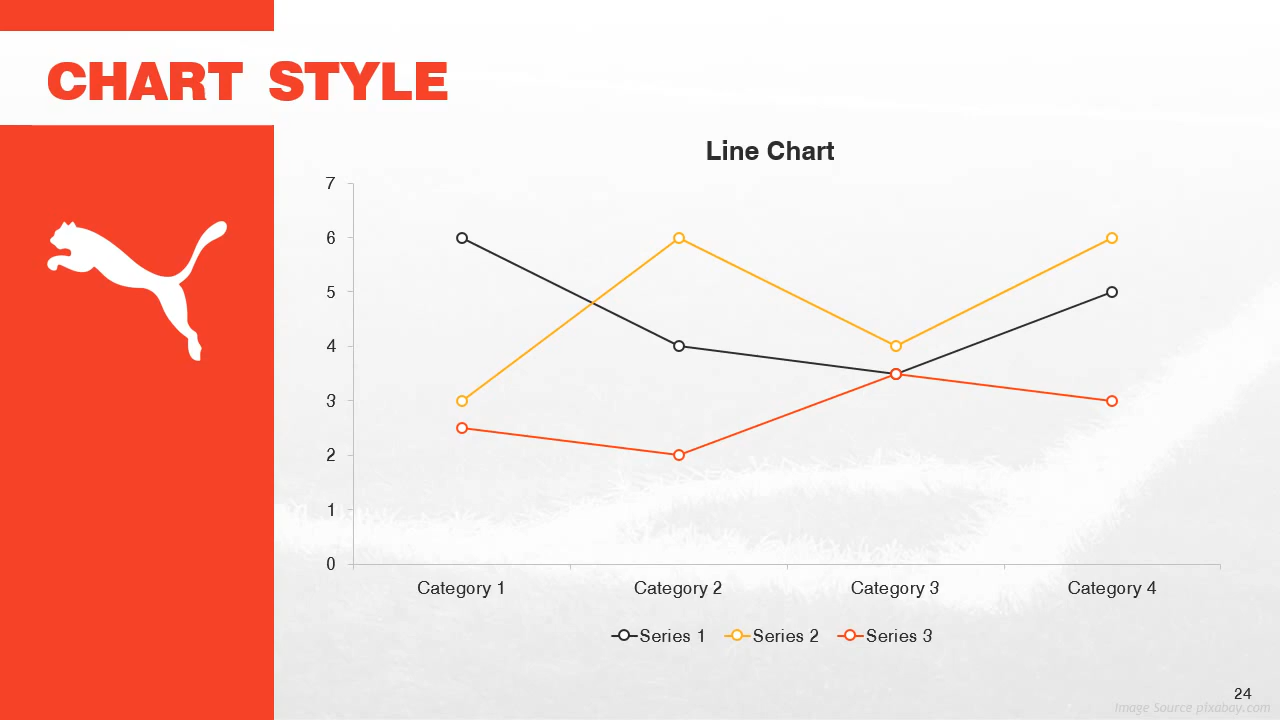 CHART STYLE
Line Chart
7
6
5
4
3
2
1
0
Category 1 Category 2 Category 3 Category 4
Series 1 Series 2 Series 3
24
Image Source pixabay.com